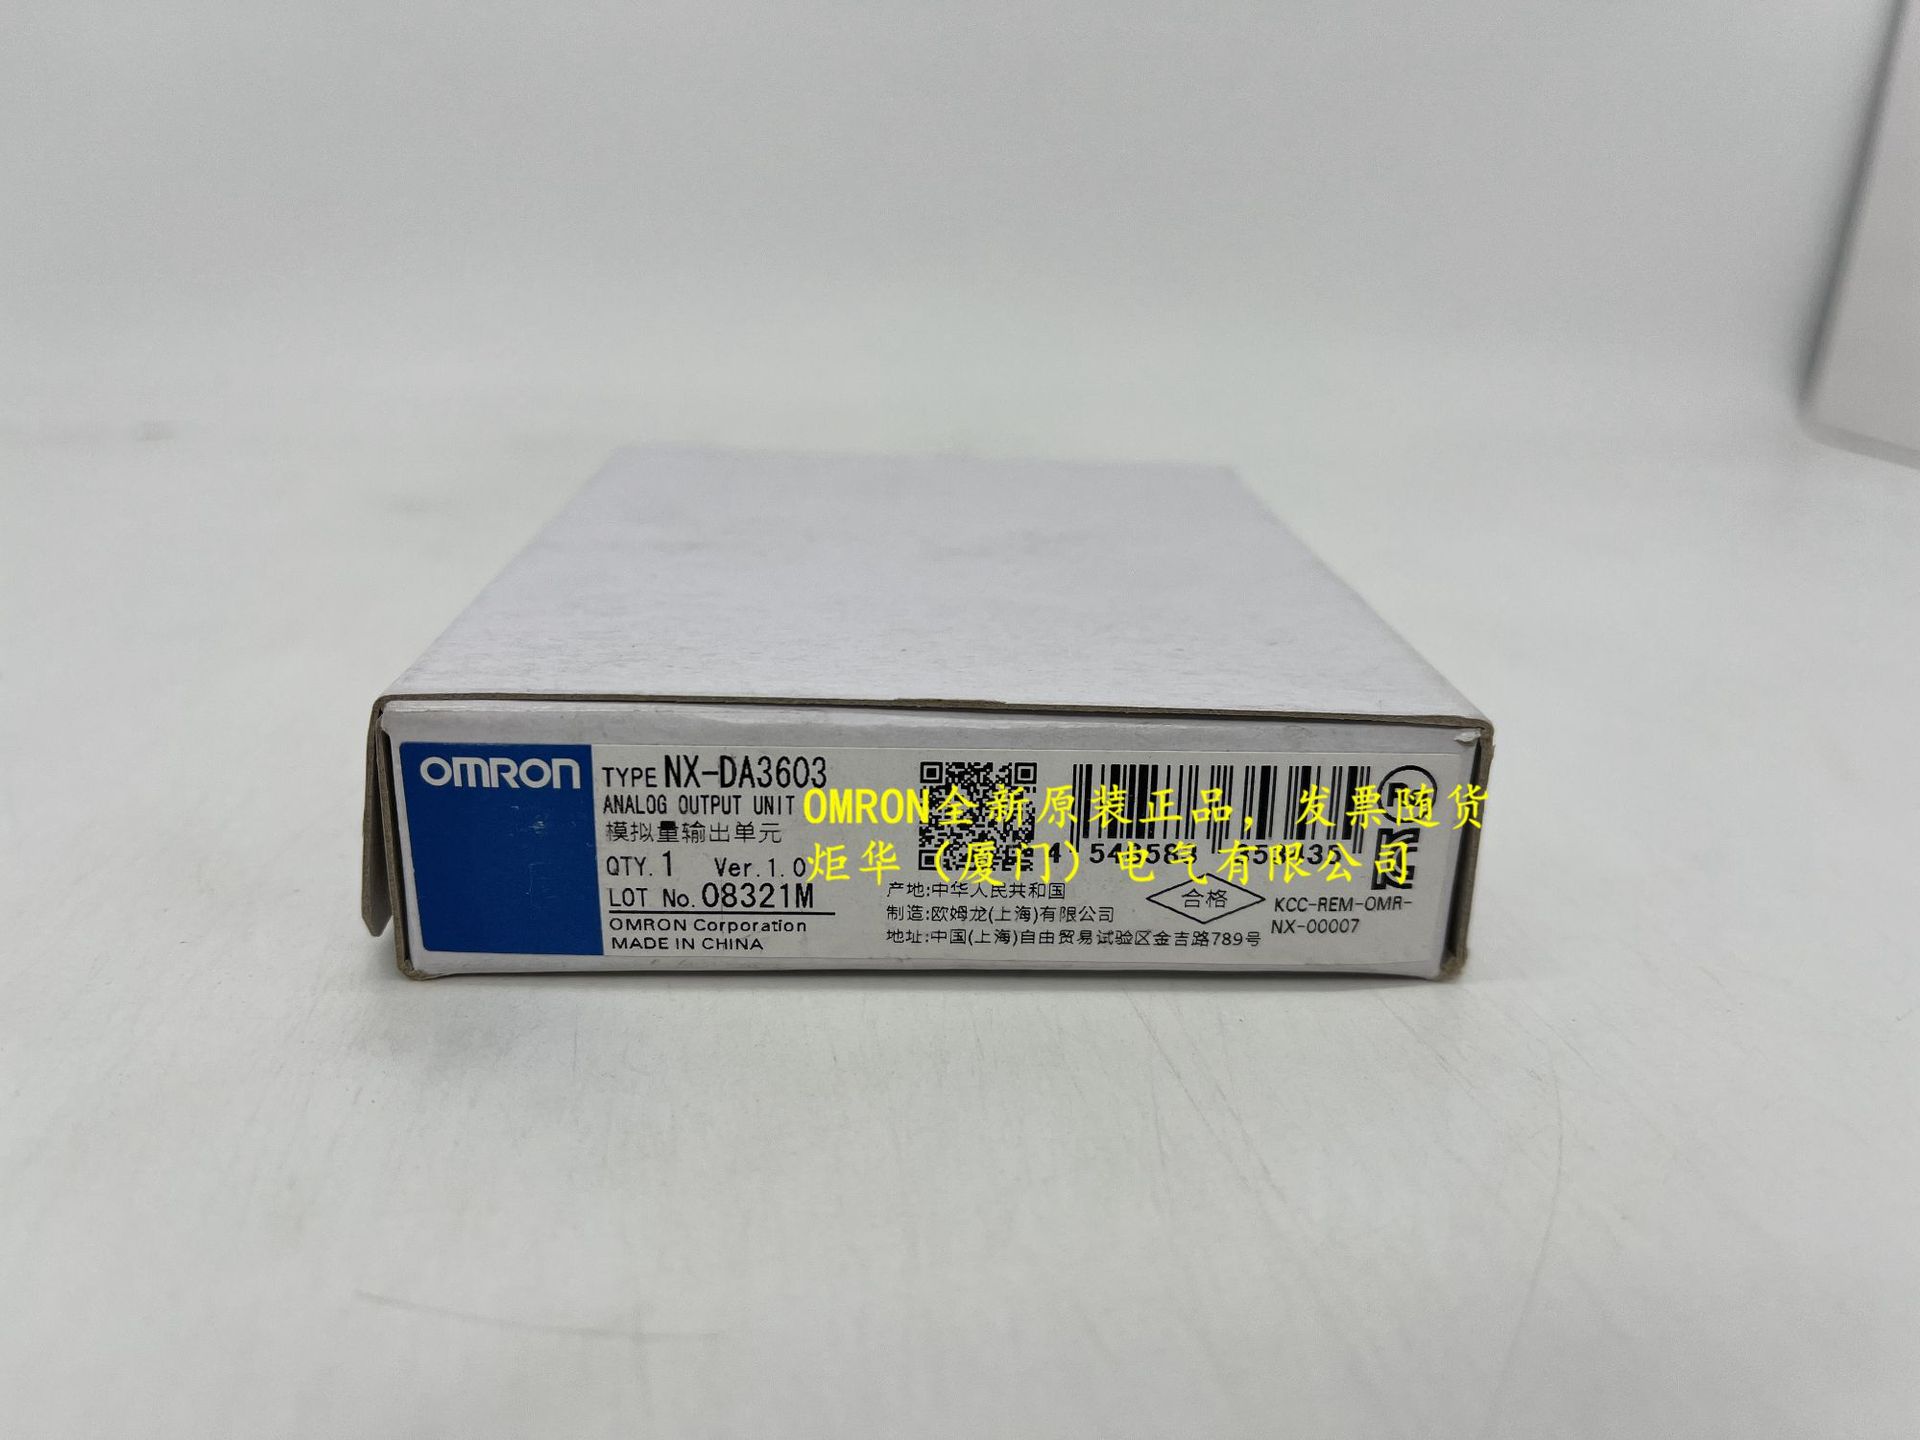 OMRON
TYPE NX-DA3603
ANALOG OUTPUT UNIT
模拟量输出单元
QTY. 1 Ver. 1.0
LOT No. 08321M
OMRON Corporation
MADE IN CHINA
OMRON全新原装正品，发票随货
炬华（厦门）电气有限公司
产地:中华人民共和国
制造:欧姆龙(上海)有限公司
地址:中国(上海)自由贸易试验区金吉路789号
合格
KCC-REM-OMR-
NX-00007